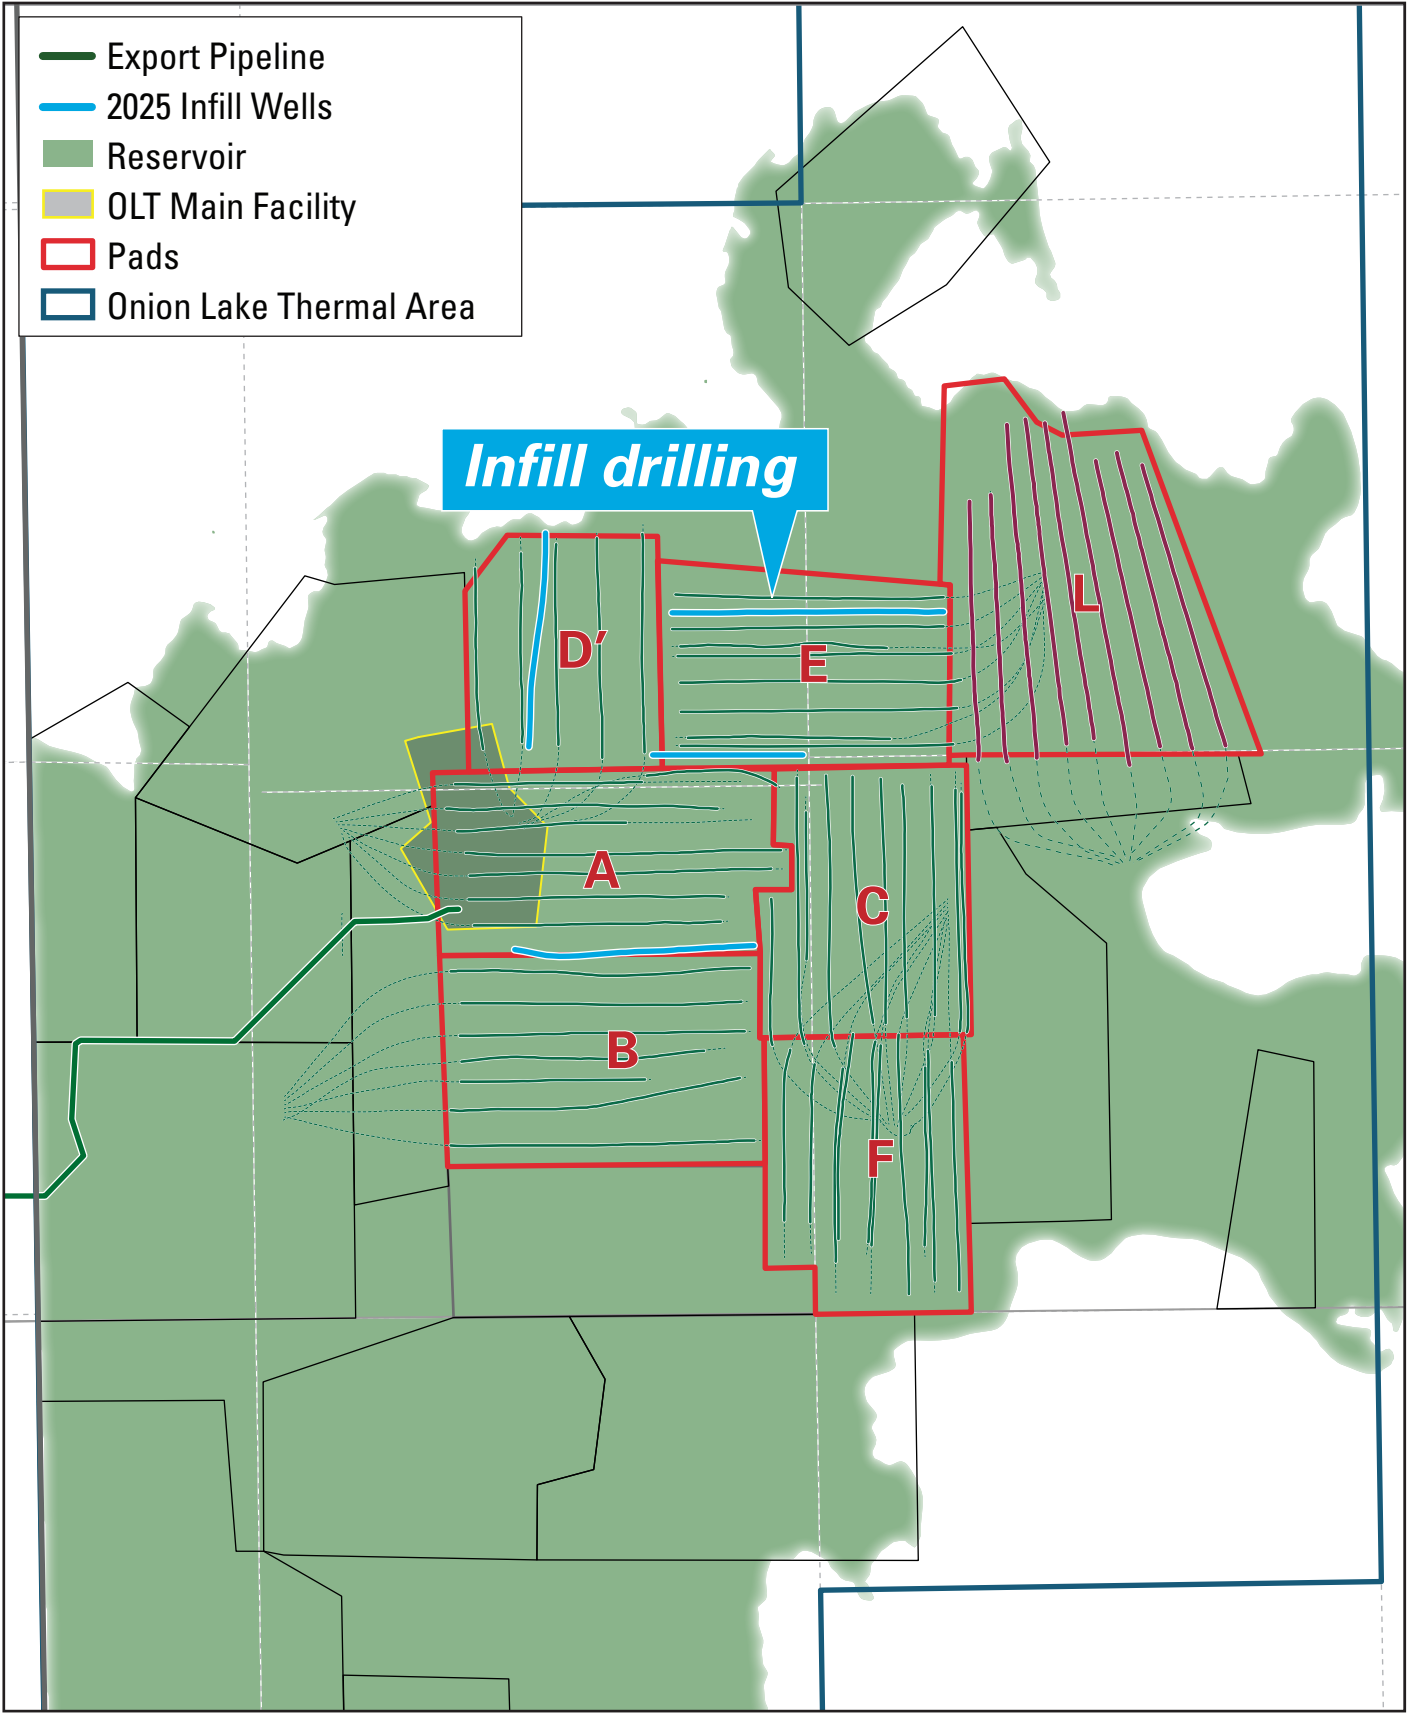 Export Pipeline
2025 Infill Wells
Reservoir
OLT Main Facility
Pads
Onion Lake Thermal Area
Infill drilling
D′
E
L
A
C
B
F